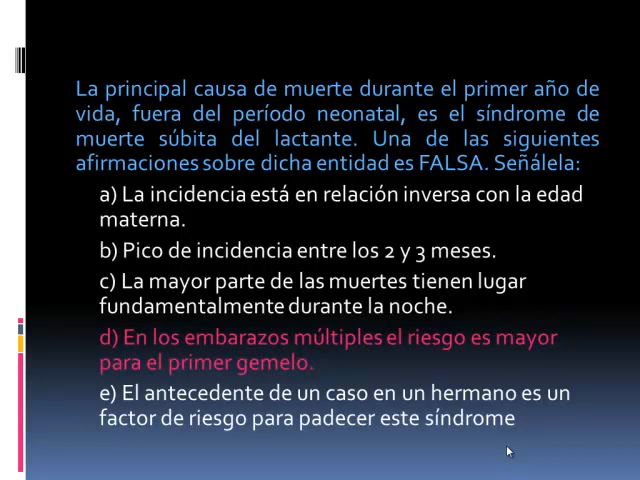 La principal causa de muerte durante el primer año de
vida, fuera del período neonatal, es el síndrome de
muerte súbita del lactante. Una de las siguientes
afirmaciones sobre dicha entidad es FALSA. Señálela:
a) La incidencia está en relación inversa con la edad
materna.
b) Pico de incidencia entre los 2 y 3 meses.
c) La mayor parte de las muertes tienen lugar
fundamentalmente durante la noche.
d) En los embarazos múltiples el riesgo es mayor
para el primer gemelo.
e) El antecedente de un caso en un hermano es un
factor de riesgo para padecer este síndrome